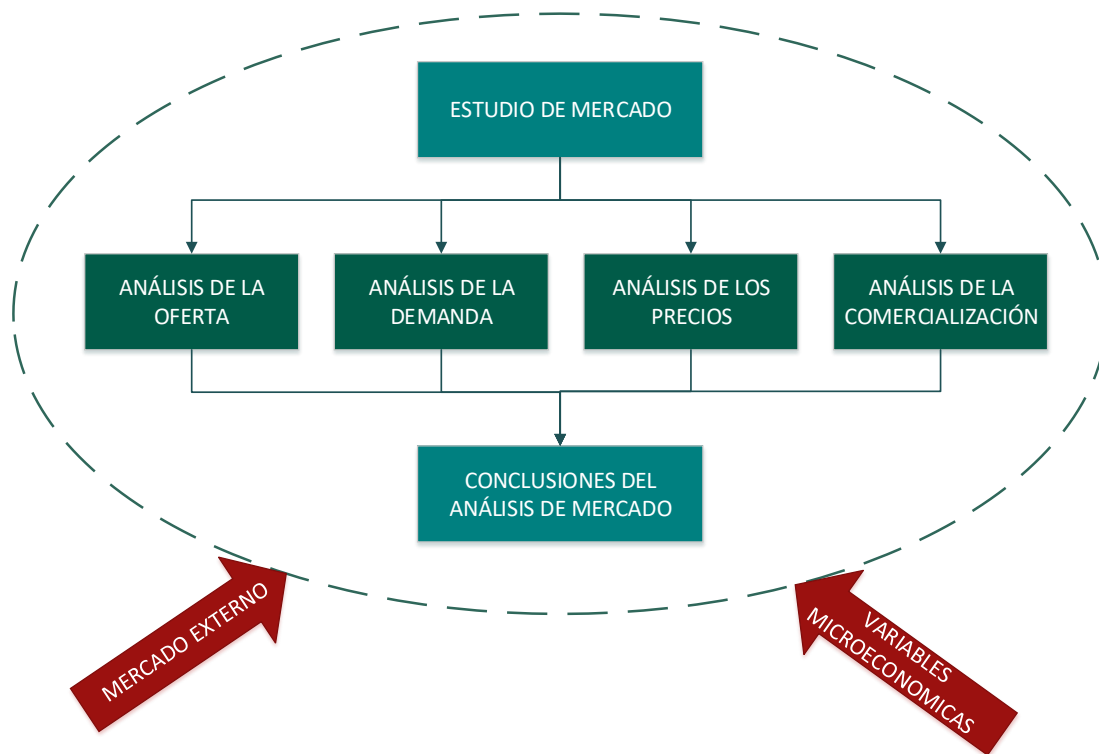 ESTUDIO DE MERCADO
ANÁLISIS DE LA
OFERTA
ANÁLISIS DE LA
DEMANDA
ANÁLISIS DE LOS
PRECIOS
ANÁLISIS DE LA
COMERCIALIZACIÓN
CONCLUSIONES DEL
ANÁLISIS DE MERCADO
MERCADO EXTERNO
VARIABLES
MICROECONOMICAS